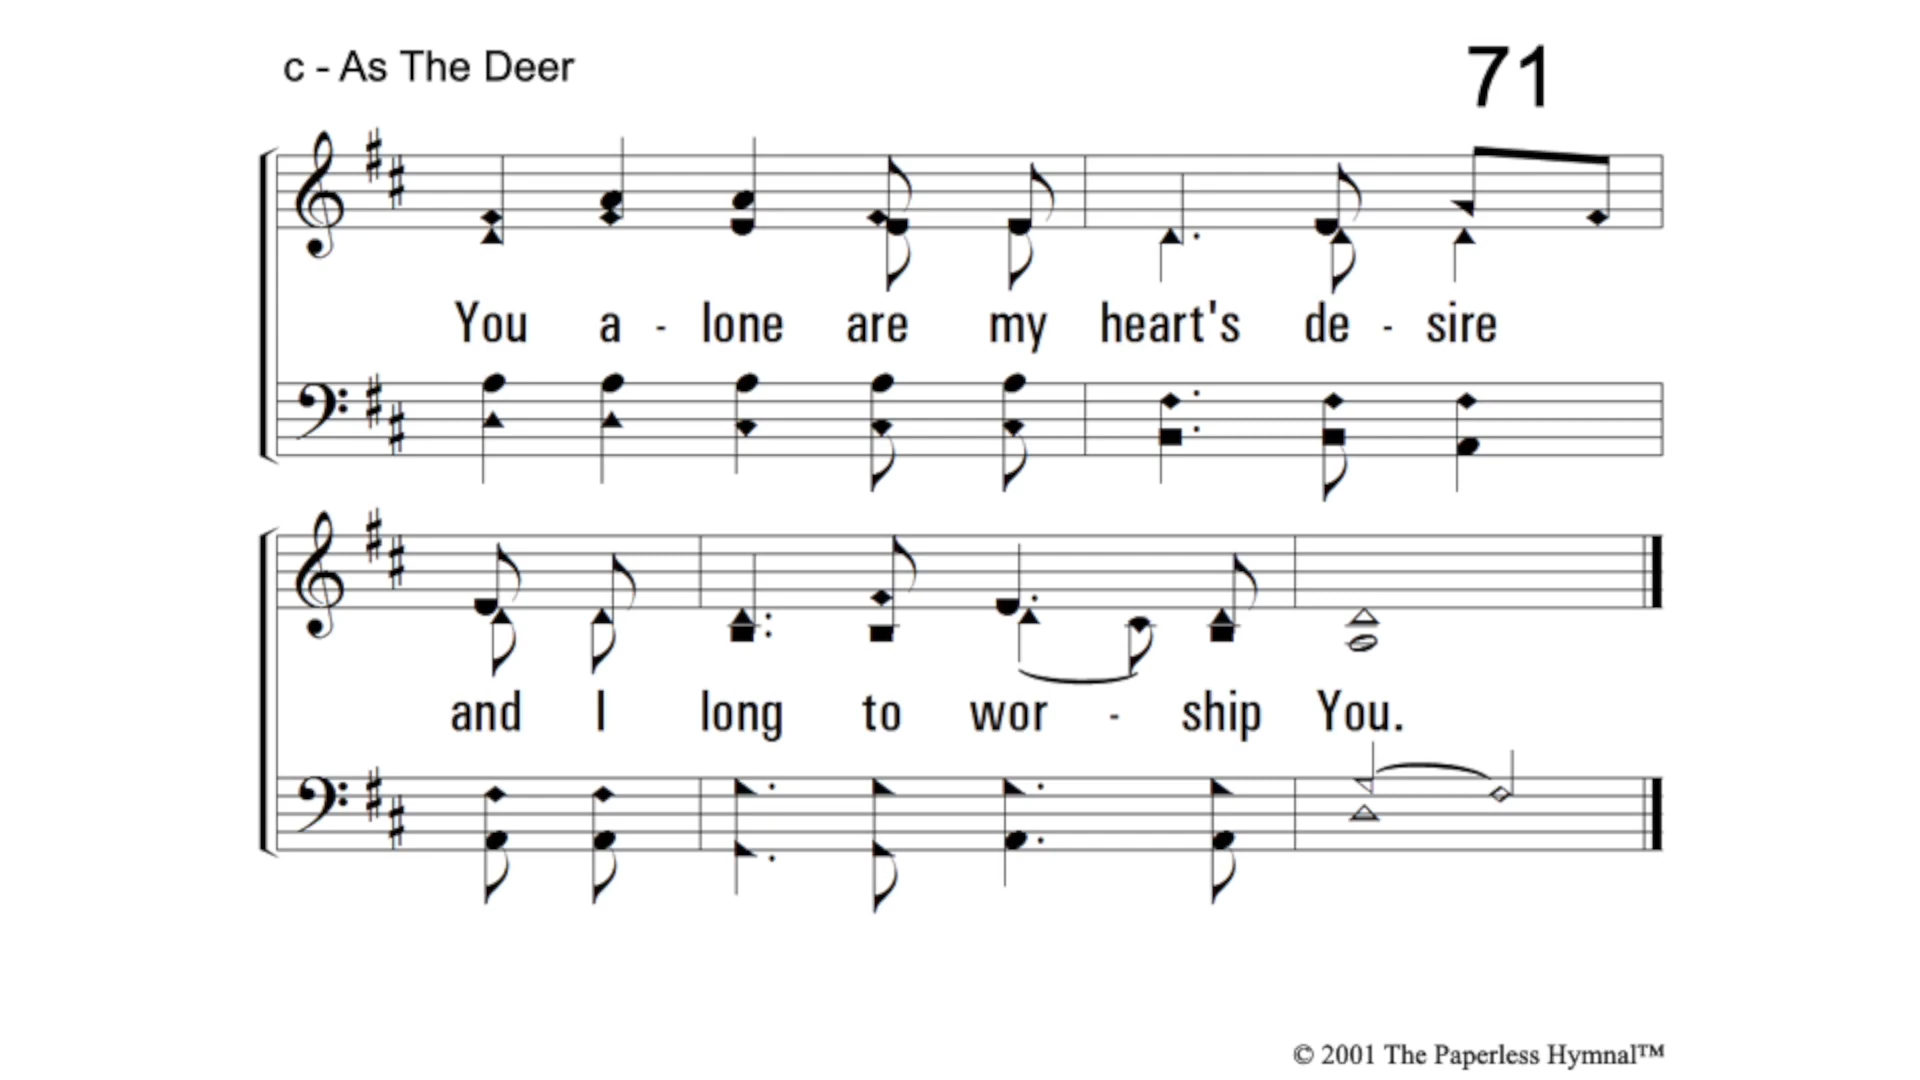 c - As The Deer
71
You a - lone are my heart's de - sire
and I long to wor - ship You.
© 2001 The Paperless Hymnal™